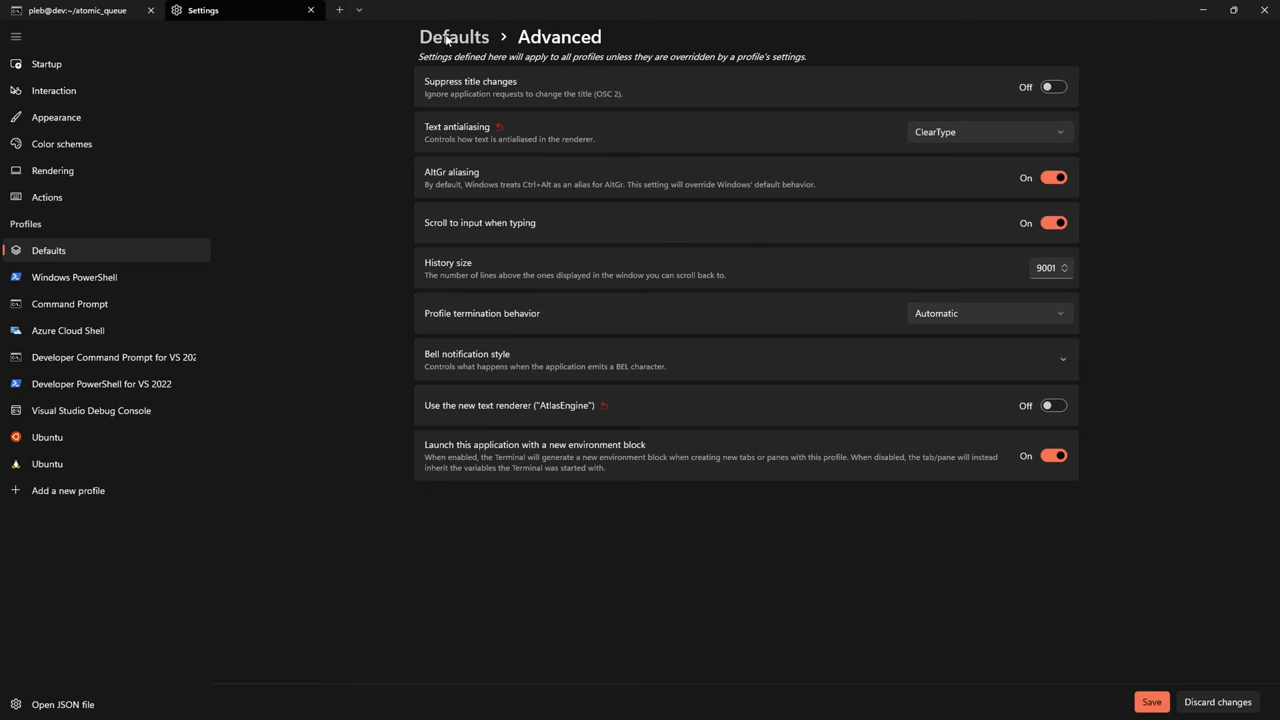 pleb@dev:~/atomic_queue
Settings
Startup
Interaction
Appearance
Color schemes
Rendering
Actions
Profiles
Defaults
Windows PowerShell
Command Prompt
Azure Cloud Shell
Developer Command Prompt for VS 202
Developer PowerShell for VS 2022
Visual Studio Debug Console
Ubuntu
Ubuntu
Add a new profile
Open JSON file
Defaults > Advanced
Settings defined here will apply to all profiles unless they are overridden by a profile's settings.
Suppress title changes
Ignore application requests to change the title (OSC 2).
Off
Text antialiasing
Controls how text is antialiased in the renderer.
ClearType
AltGr aliasing
By default, Windows treats Ctrl+Alt as an alias for AltGr. This setting will override Windows' default behavior.
On
Scroll to input when typing
On
History size
The number of lines above the ones displayed in the window you can scroll back to.
9001
Profile termination behavior
Automatic
Bell notification style
Controls what happens when the application emits a BEL character.
Use the new text renderer ("AtlasEngine")
Off
Launch this application with a new environment block
When enabled, the Terminal will generate a new environment block when creating new tabs or panes with this profile. When disabled, the tab/pane will instead
inherit the variables the Terminal was started with.
On
Save
Discard changes